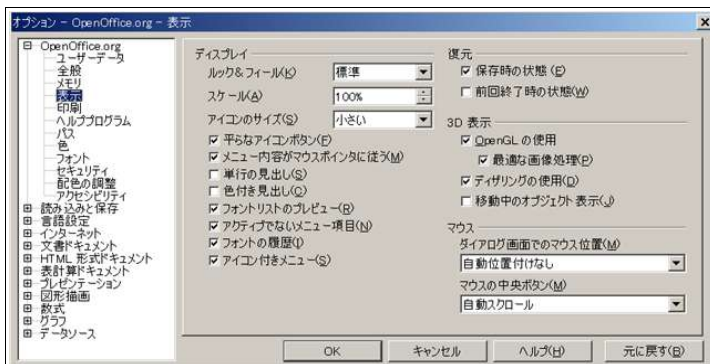 オプション - OpenOffice.org - 表示
OpenOffice.org
ユーザーデータ
全般
メモリ
表示
印刷
ヘルププログラム
パス
色
フォント
セキュリティ
配色の調整
アクセシビリティ
読み込みと保存
言語設定
インターネット
文書ドキュメント
HTML 形式ドキュメント
表計算ドキュメント
プレゼンテーション
図形描画
数式
グラフ
データソース
ディスプレイ
ルック&フィール(K) 標準
スケール(A) 100%
アイコンのサイズ(S) 小さい
平らなアイコンボタン(F)
メニュー内容がマウスポインタに従う(M)
単行の見出し(S)
色付き見出し(C)
フォントリストのプレビュー(R)
アクティブでないメニュー項目(N)
フォントの履歴(I)
アイコン付きメニュー(S)
復元
保存時の状態(E)
前回終了時の状態(W)
3D 表示
OpenGL の使用
最適な画像処理(P)
ディザリングの使用(D)
移動中のオブジェクト表示(J)
マウス
ダイアログ画面でのマウス位置(M)
自動位置付けなし
マウスの中央ボタン(M)
自動スクロール
OK キャンセル ヘルプ(H) 元に戻す(B)